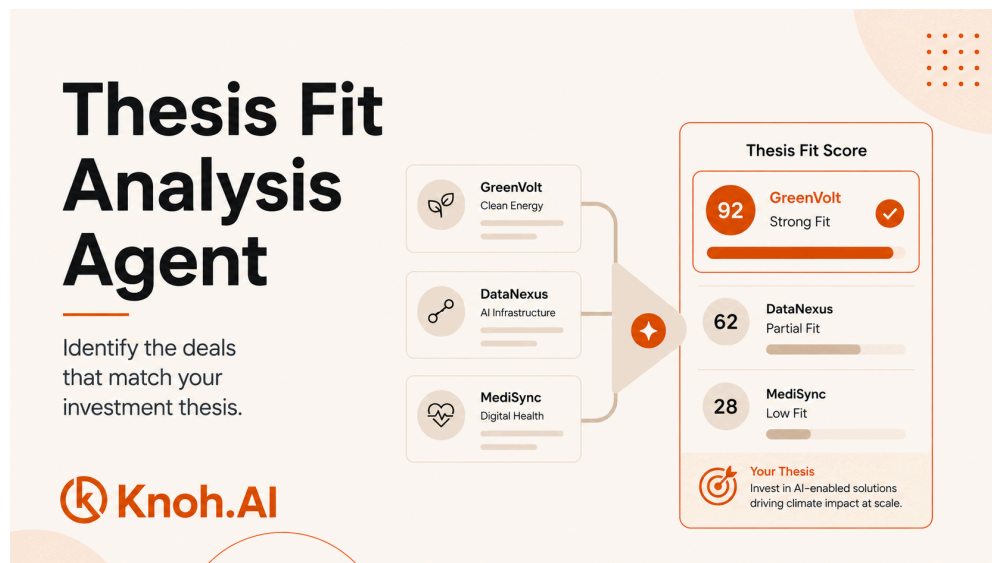 Thesis Fit
Analysis
Agent
Identify the deals
that match your
investment thesis.
Knoh.AI
GreenVolt
Clean Energy
DataNexus
AI Infrastructure
MediSync
Digital Health
Thesis Fit Score
92
GreenVolt
Strong Fit
62
DataNexus
Partial Fit
28
MediSync
Low Fit
Your Thesis
Invest in AI-enabled solutions
driving climate impact at scale.